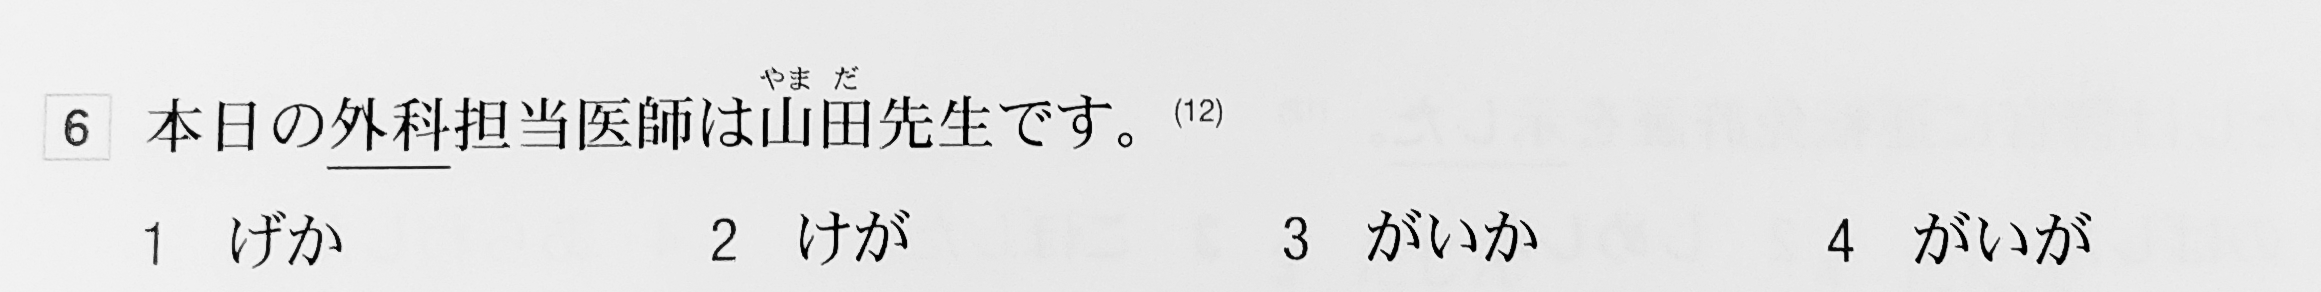 やま だ
6 本日の外科担当医師は山田先生です。(12)
1 げか 2 けが 3 がいか 4 がいが